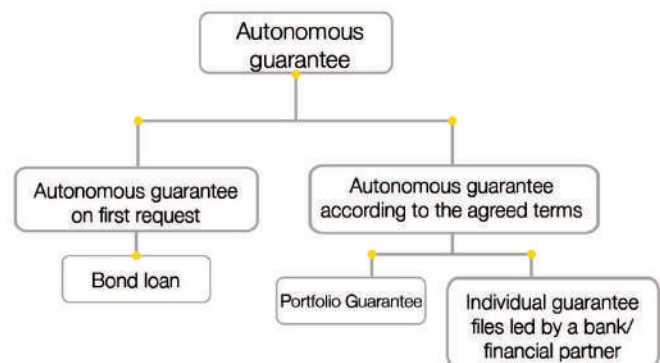 Autonomous
guarantee
Autonomous guarantee
on first request
Autonomous guarantee
according to the agreed terms
Bond loan
Portfolio Guarantee
Individual guarantee
files led by a bank/
financial partner